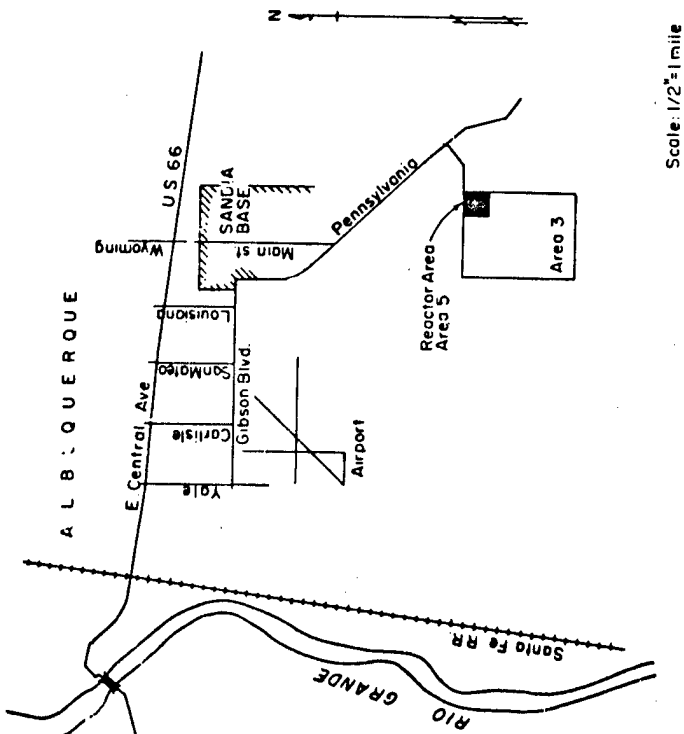 N
ALBUQUERQUE
US 66
Wyoming
SANDIA
BASE
Main st.
E. Central Ave
Louisiana
San Mateo
Carlisle
Yale
Gibson Blvd.
Pennsylvania
Airport
Reactor Area
Area 5
Area 3
Santa Fe RR.
RIO GRANDE
Scale: 1/2"=1 mile